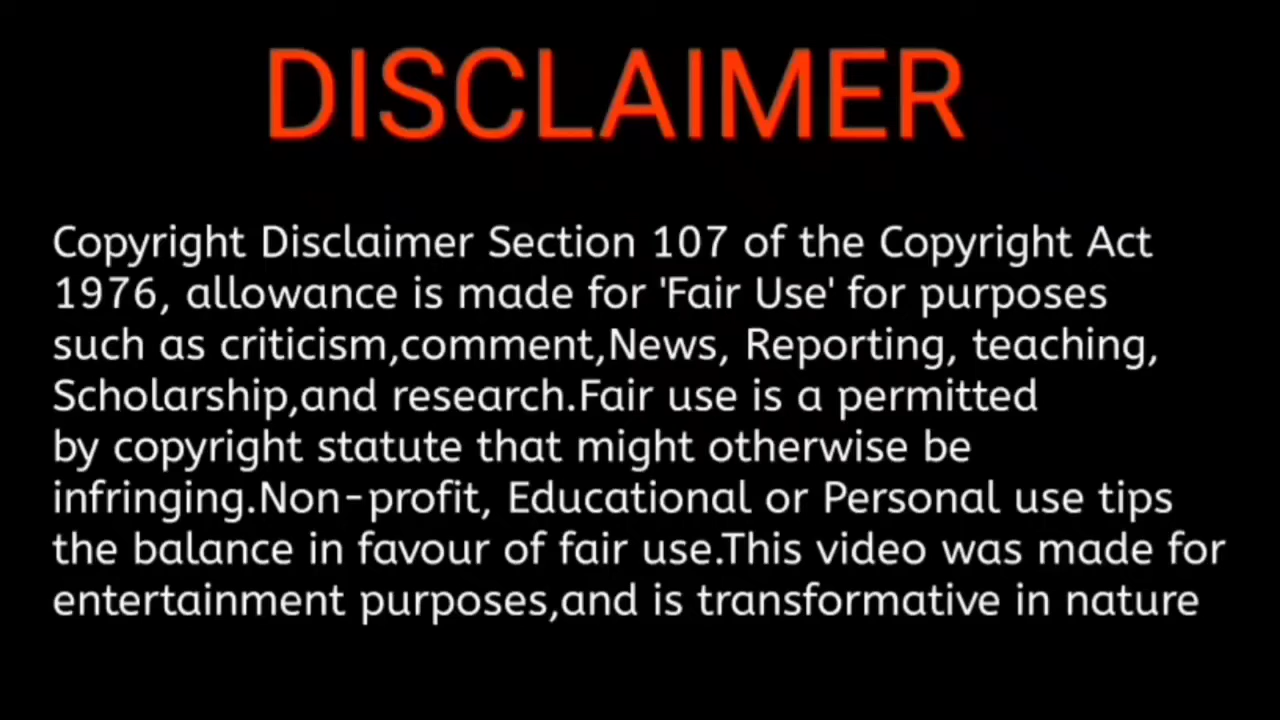 DISCLAIMER
Copyright Disclaimer Section 107 of the Copyright Act
1976, allowance is made for 'Fair Use' for purposes
such as criticism,comment,News, Reporting, teaching,
Scholarship,and research.Fair use is a permitted
by copyright statute that might otherwise be
infringing.Non-profit, Educational or Personal use tips
the balance in favour of fair use.This video was made for
entertainment purposes,and is transformative in nature